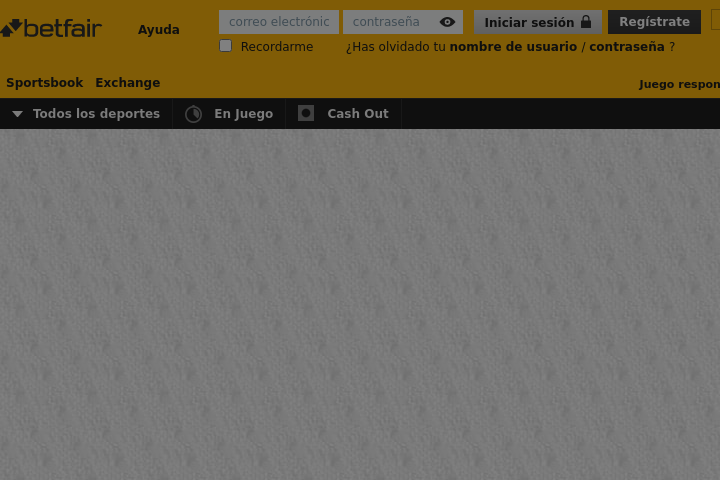 betfair
Ayuda
correo electrónic
contraseña
Iniciar sesión
Regístrate
Recordarme
¿Has olvidado tu nombre de usuario / contraseña ?
Sportsbook Exchange
Juego respon
Todos los deportes
En Juego
Cash Out